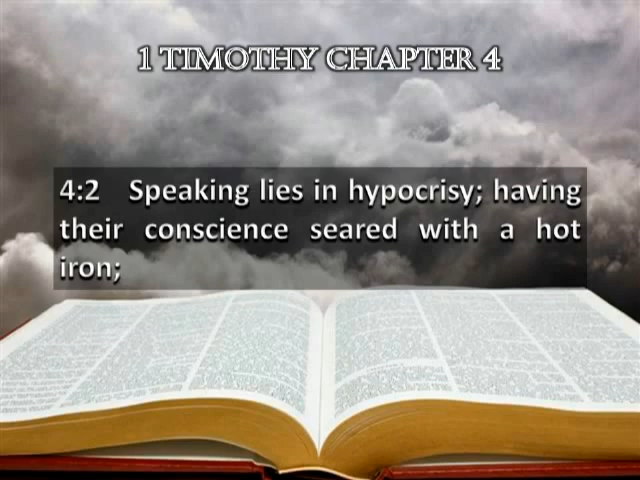 1 TIMOTHY CHAPTER 4
4:2 Speaking lies in hypocrisy; having
their conscience seared with a hot
iron;